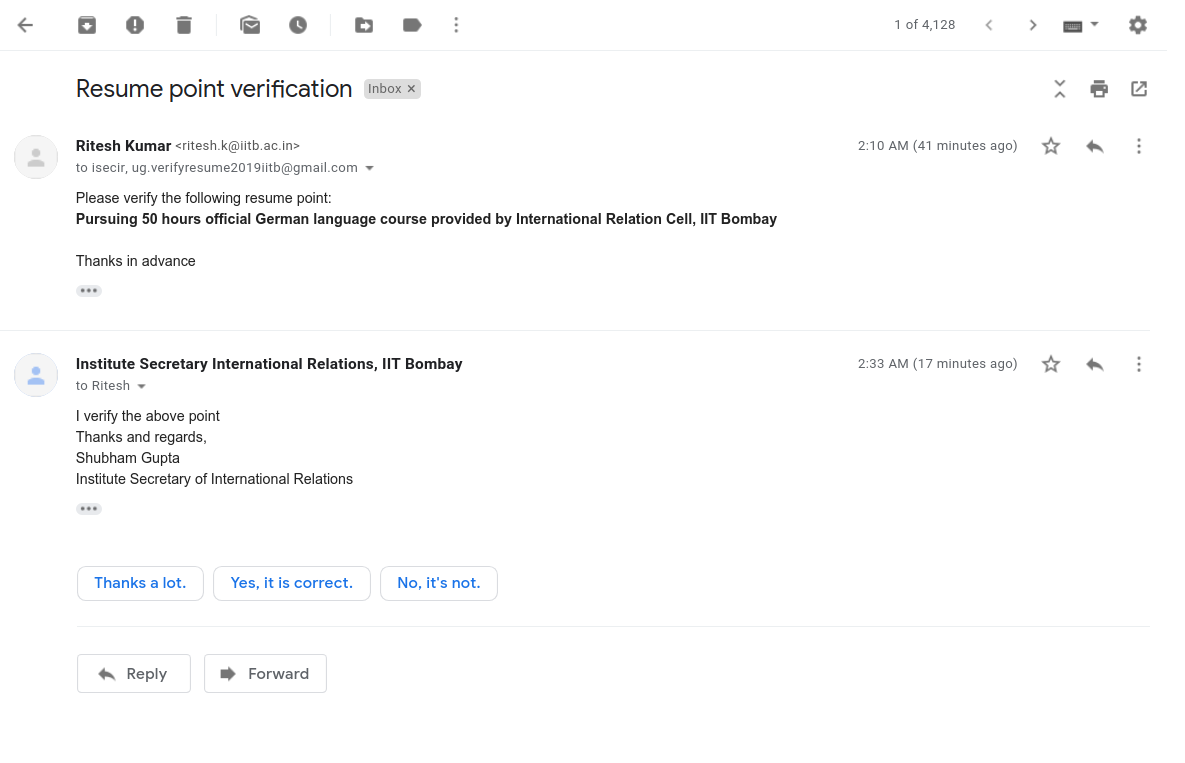 1 of 4,128
Resume point verification Inbox ×
Ritesh Kumar <ritesh.k@iitb.ac.in> 2:10 AM (41 minutes ago)
to isecir, ug.verifyresume2019iitb@gmail.com
Please verify the following resume point:
Pursuing 50 hours official German language course provided by International Relation Cell, IIT Bombay
Thanks in advance
Institute Secretary International Relations, IIT Bombay 2:33 AM (17 minutes ago)
to Ritesh
I verify the above point
Thanks and regards,
Shubham Gupta
Institute Secretary of International Relations
Thanks a lot. Yes, it is correct. No, it's not.
Reply Forward